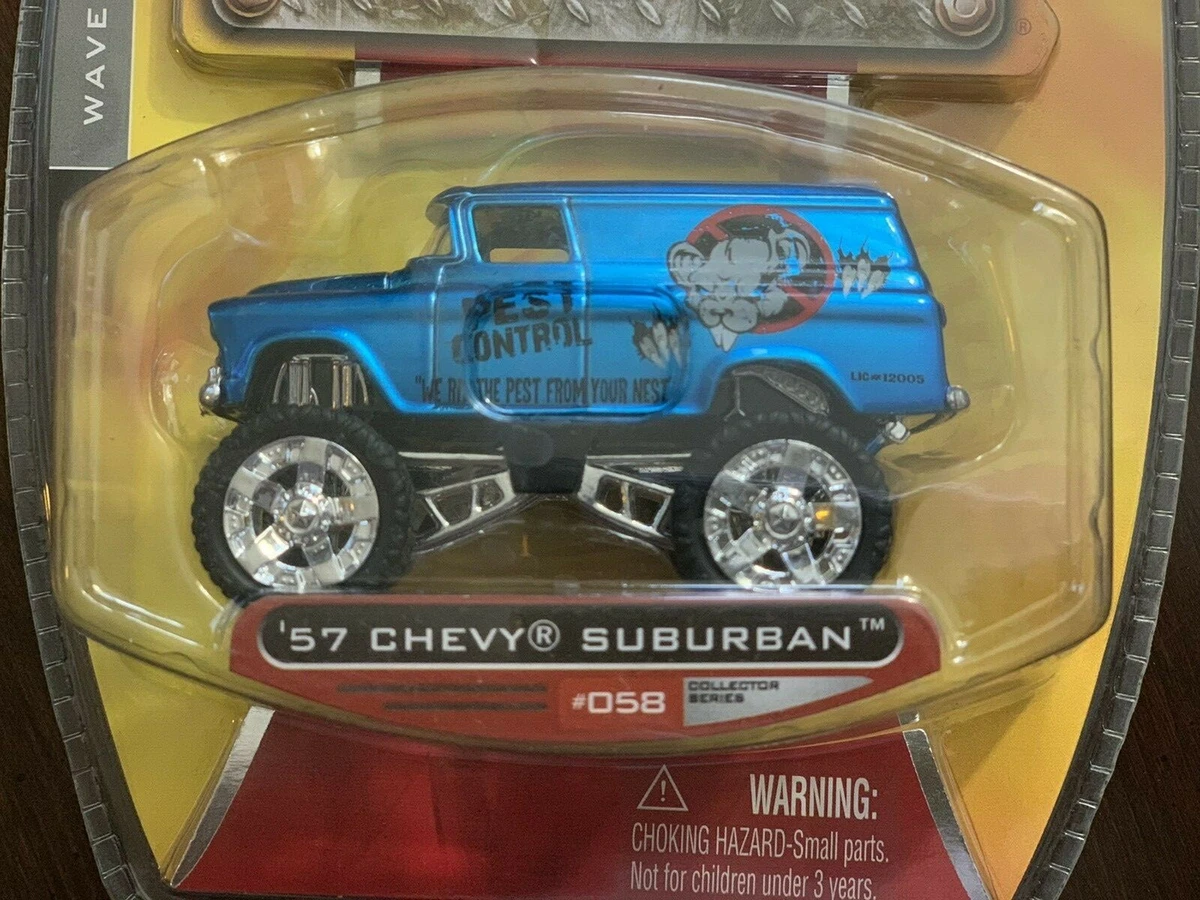 WAVE
®
PEST
CONTROL
"WE RID THE PEST FROM YOUR NEST"
LIC# 12005
'57 CHEVY® SUBURBAN™
#058
COLLECTOR
SERIES
WARNING:
CHOKING HAZARD-Small parts.
Not for children under 3 years.